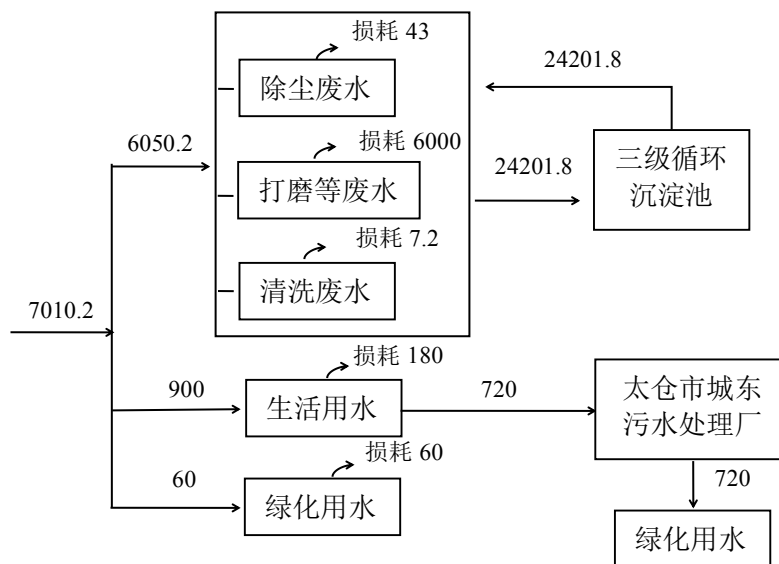 损耗 43
24201.8
除尘废水
6050.2
损耗 6000
24201.8
三级循环
沉淀池
打磨等废水
损耗 7.2
清洗废水
7010.2
损耗 180
900
生活用水
720
太仓市城东
污水处理厂
损耗 60
60
绿化用水
720
绿化用水